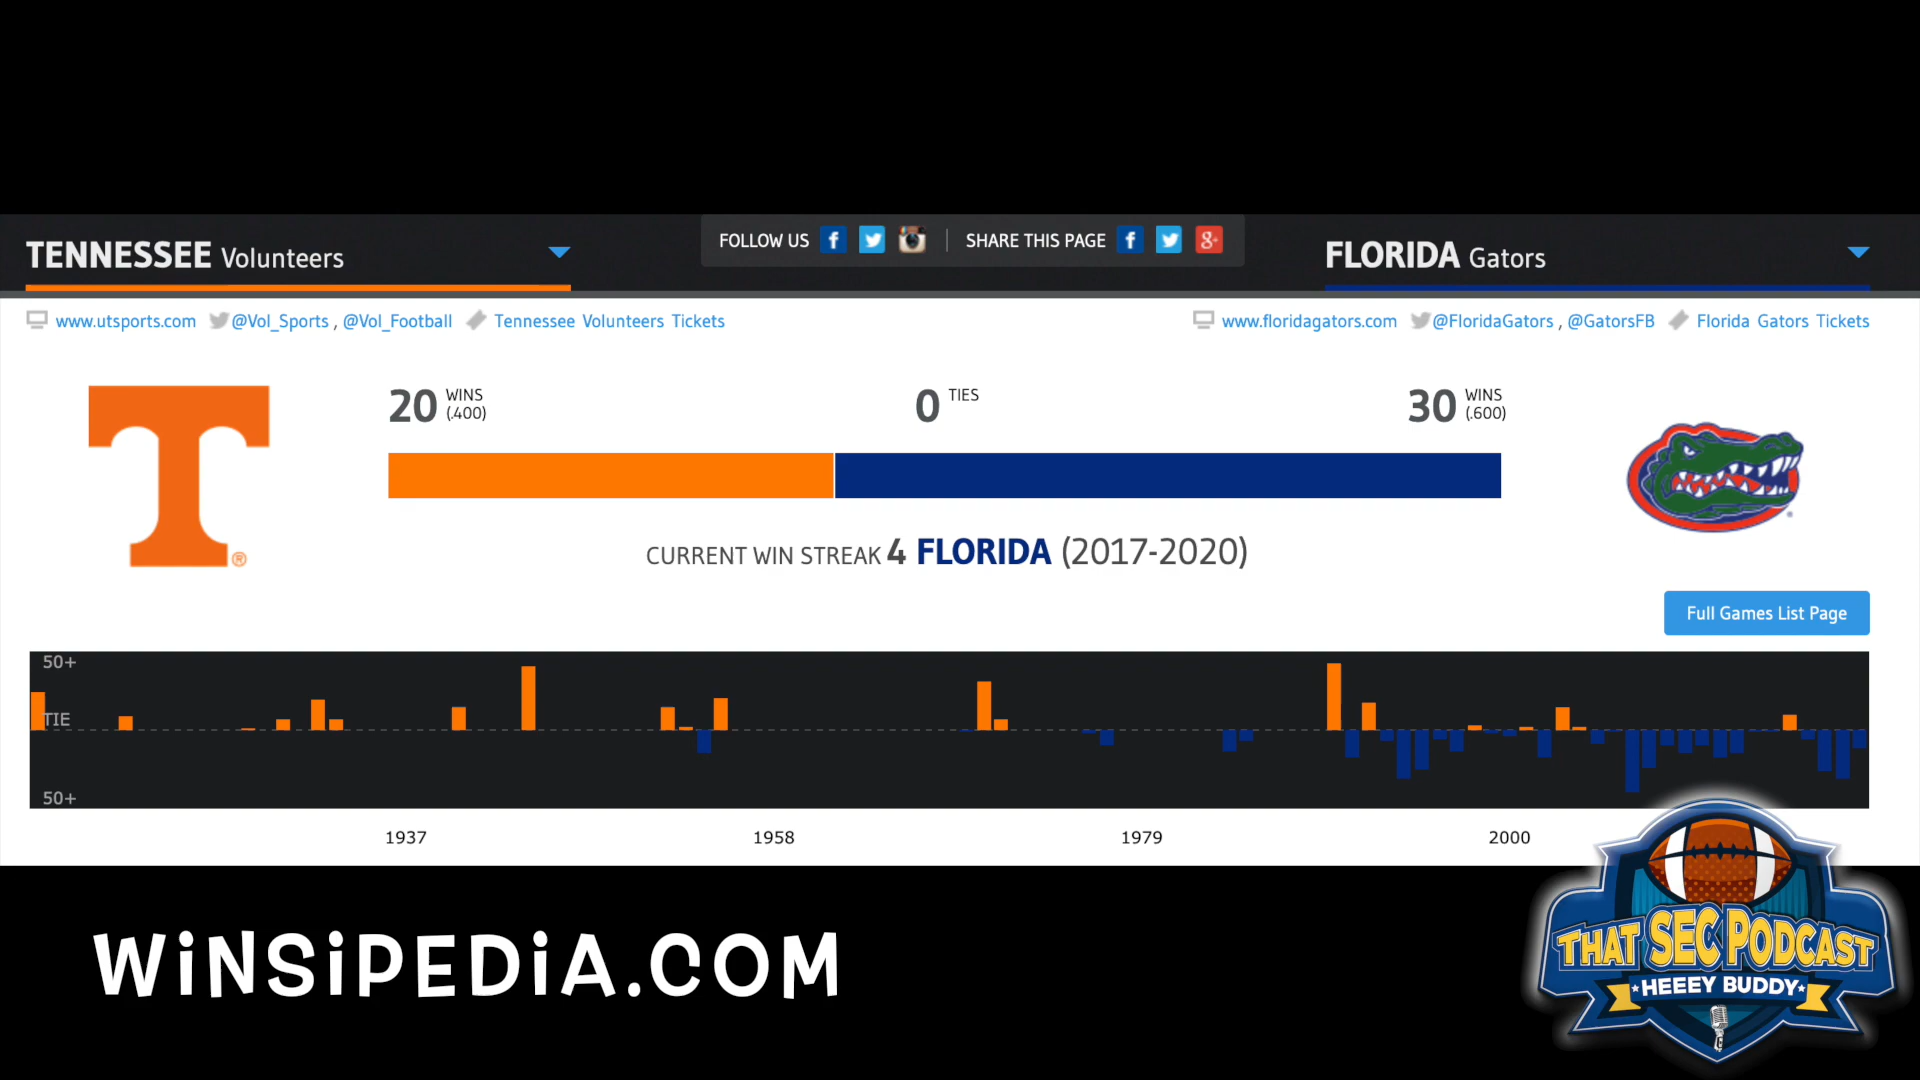 TENNESSEE Volunteers
FOLLOW US
SHARE THIS PAGE
FLORIDA Gators
www.utsports.com @Vol_Sports , @Vol_Football Tennessee Volunteers Tickets
www.floridagators.com @FloridaGators , @GatorsFB Florida Gators Tickets
20 WINS (.400)
0 TIES
30 WINS (.600)
CURRENT WIN STREAK 4 FLORIDA (2017-2020)
Full Games List Page
50+
TIE
50+
1937 1958 1979 2000
WiNSiPEDiA.COM
THAT SEC PODCAST
HEEEY BUDDY